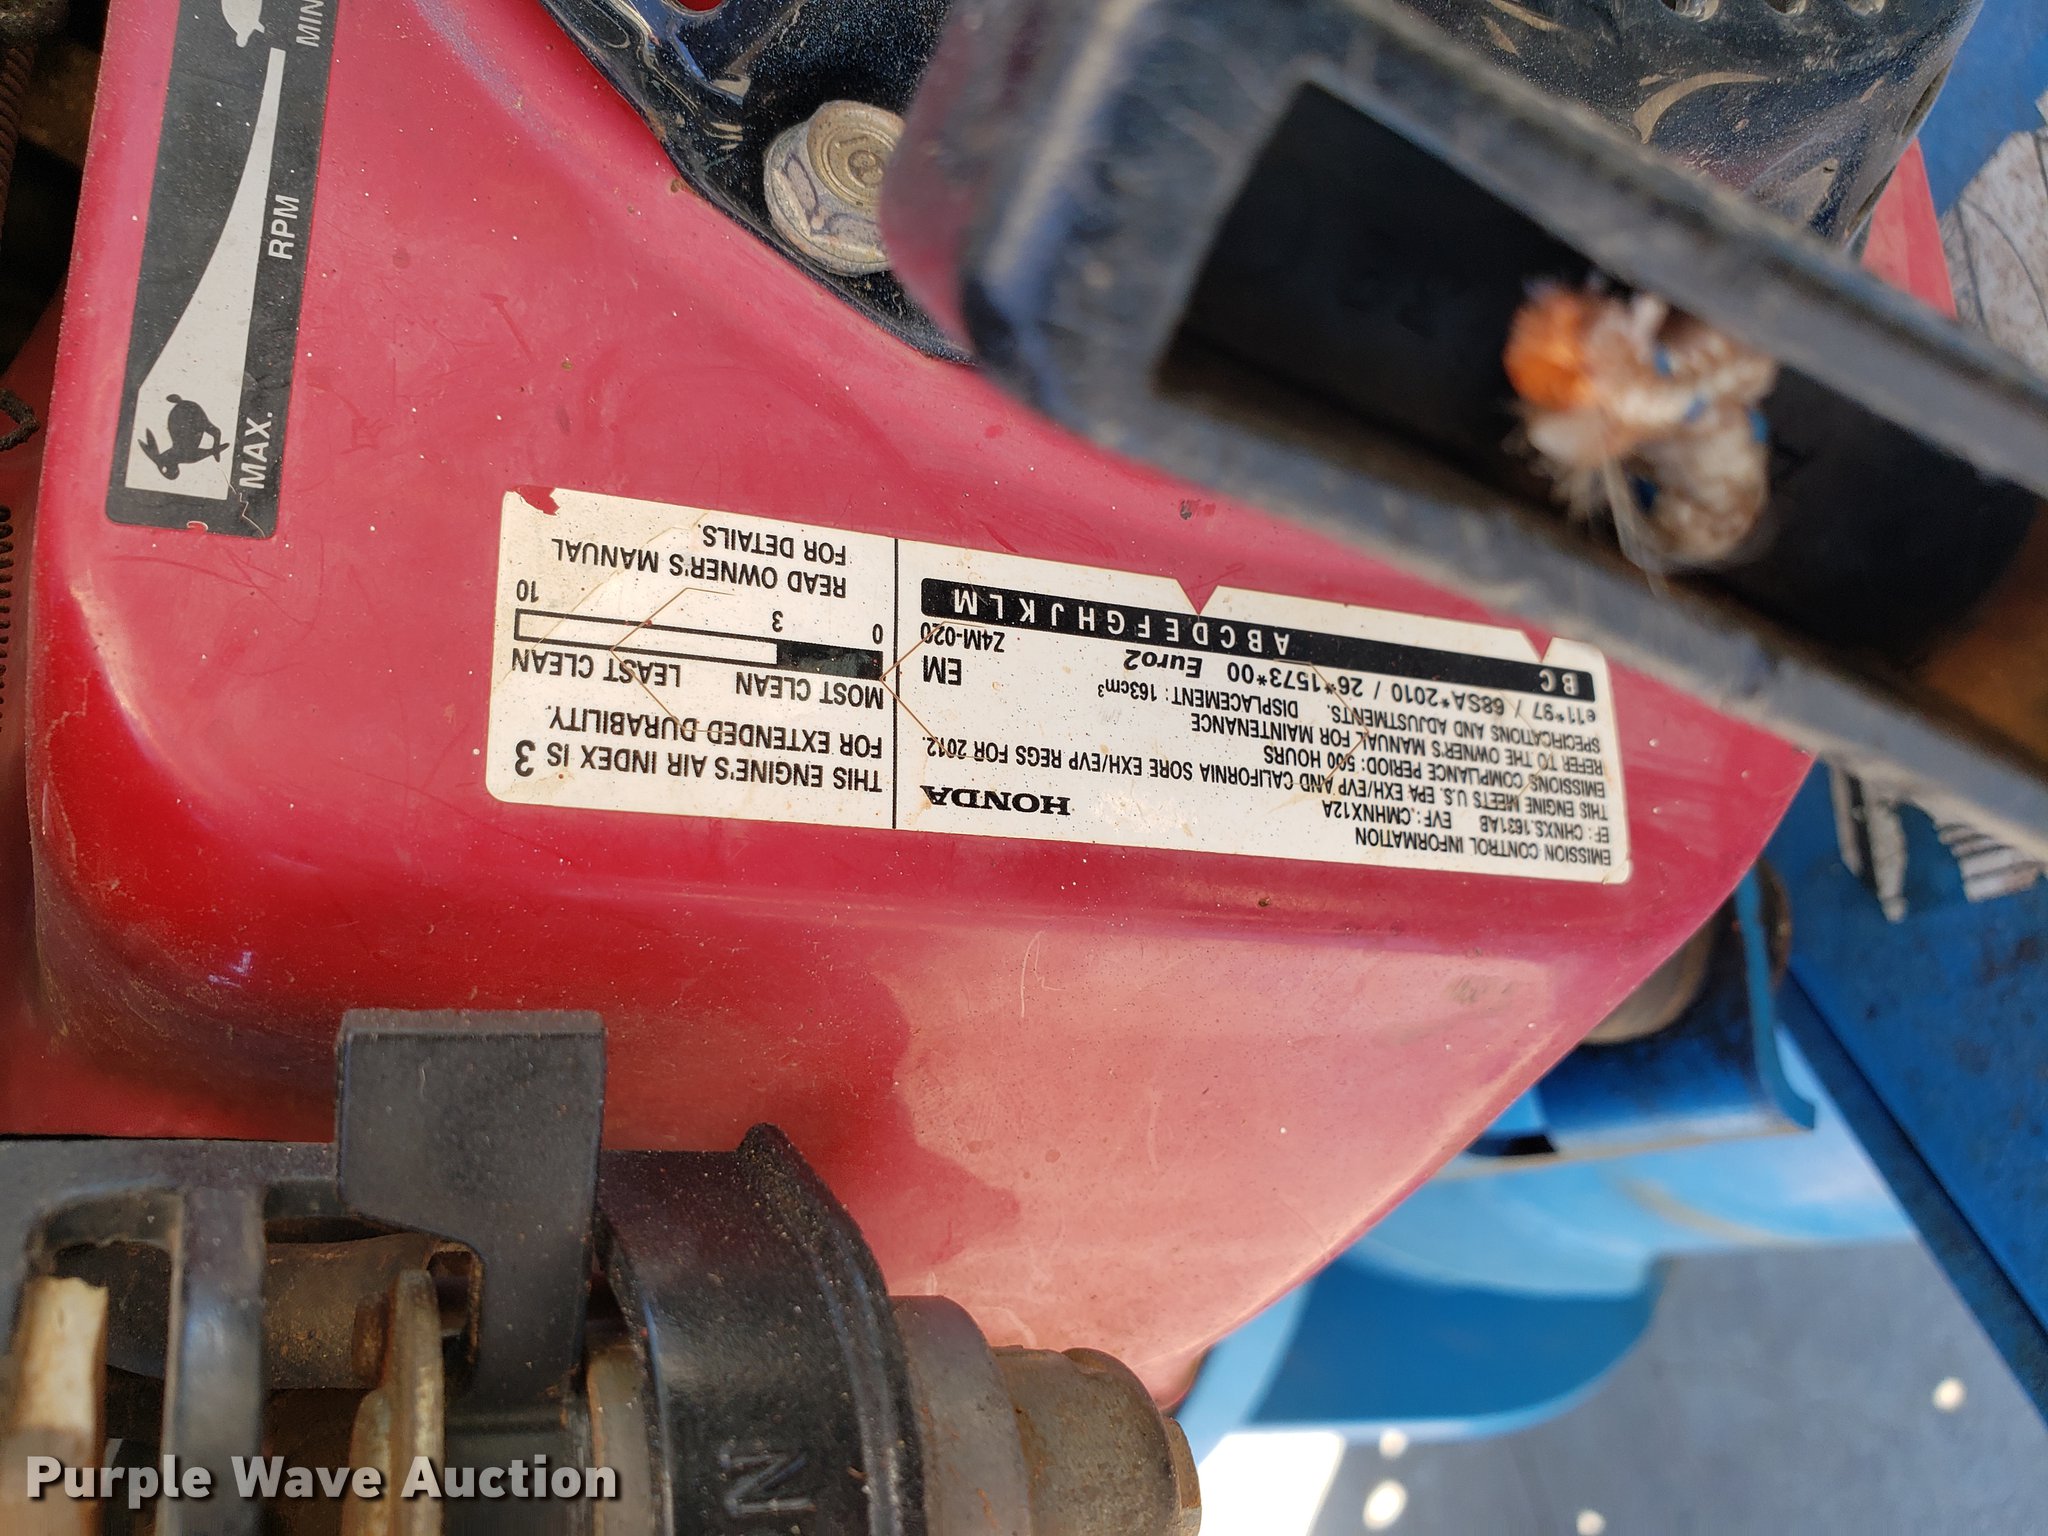 MIN
RPM
MAX.
EMISSION CONTROL INFORMATION
EF : CHNXS.1631AB EVF : CMHNX12A
HONDA
THIS ENGINE MEETS U.S. EPA EXH/EVP AND CALIFORNIA SORE EXH/EVP REGS FOR 2012.
EMISSIONS COMPLIANCE PERIOD: 500 HOURS
REFER TO THE OWNER'S MANUAL FOR MAINTENANCE
SPECIFICATIONS AND ADJUSTMENTS. DISPLACEMENT : 163cm³
e11*97 / 68SA*2010 / 26*1573*00 Euro2
EM
Z4M-020
B C A B C D E F G H J K L M
THIS ENGINE'S AIR INDEX IS 3
FOR EXTENDED DURABILITY.
MOST CLEAN LEAST CLEAN
0 3 10
READ OWNER'S MANUAL
FOR DETAILS.
8
N
Purple Wave Auction